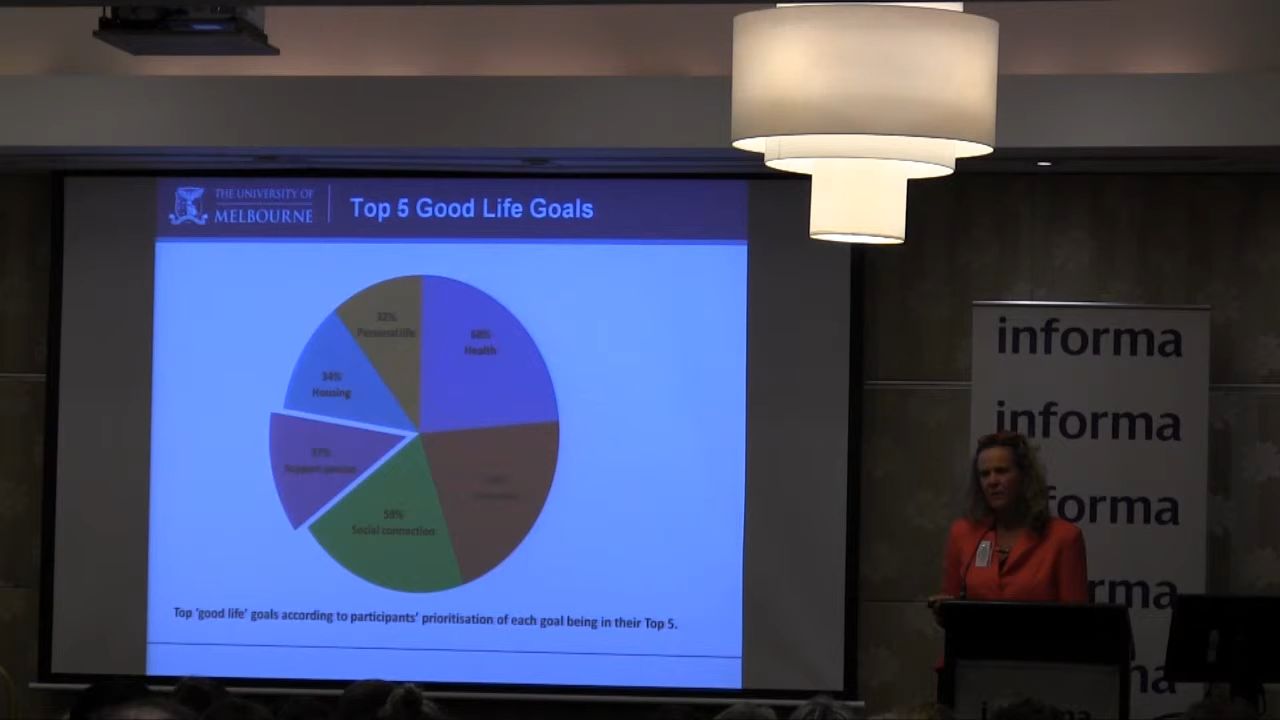 THE UNIVERSITY OF
MELBOURNE
Top 5 Good Life Goals
32%
Personal life
68%
Health
34%
Housing
37%
59%
Social connection
Top 'good life' goals according to participants' prioritisation of each goal being in their Top 5.
informa
informa
forma
rma
na